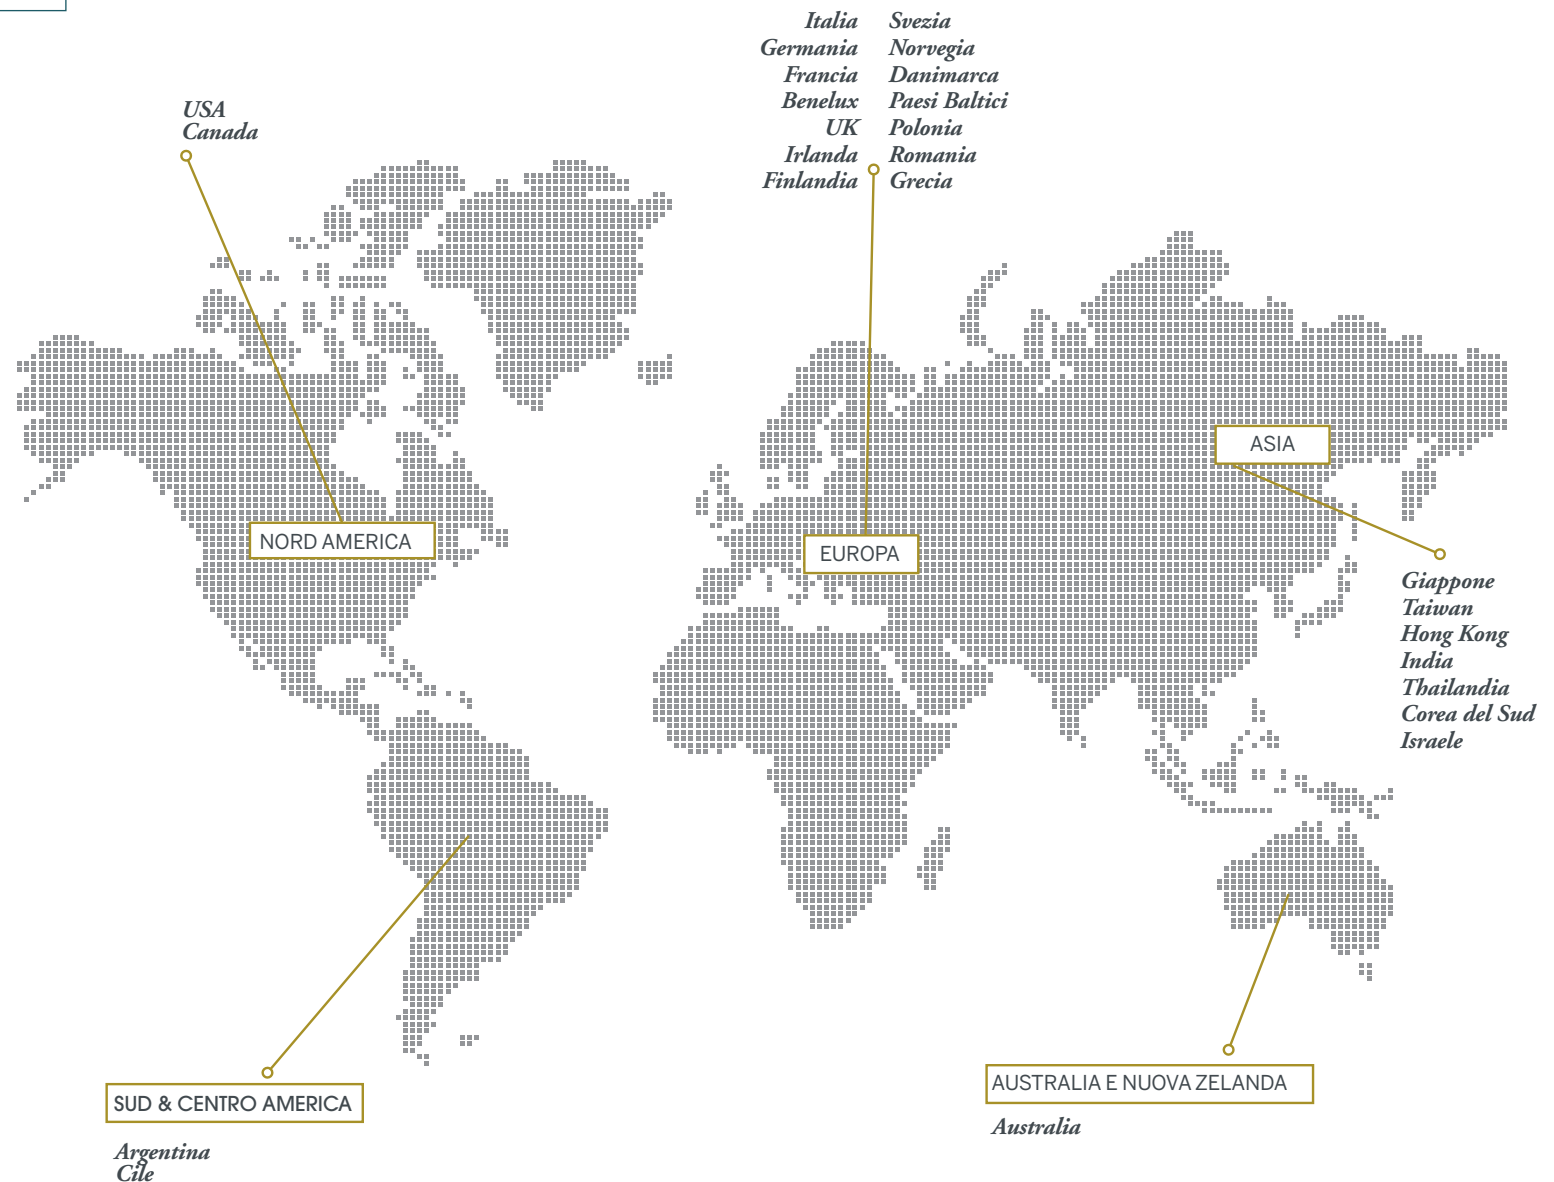 Italia
Germania
Francia
Benelux
UK
Irlanda
Finlandia
Svezia
Norvegia
Danimarca
Paesi Baltici
Polonia
Romania
Grecia
USA
Canada
NORD AMERICA
EUROPA
ASIA
Giappone
Taiwan
Hong Kong
India
Thailandia
Corea del Sud
Israele
SUD & CENTRO AMERICA
Argentina
Cile
AUSTRALIA E NUOVA ZELANDA
Australia